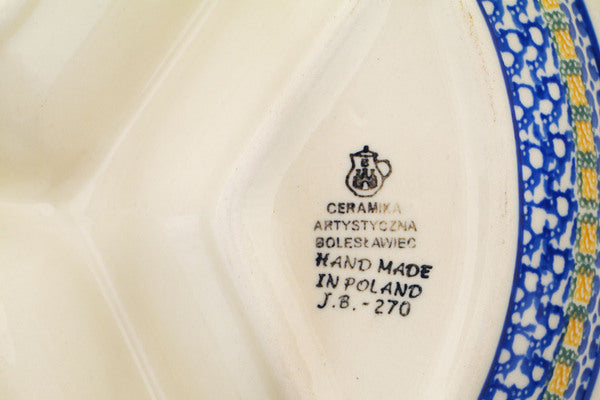 CERAMIKA
ARTYSTYCZNA
BOLESŁAWIEC
HAND MADE
IN POLAND
J.B.-270